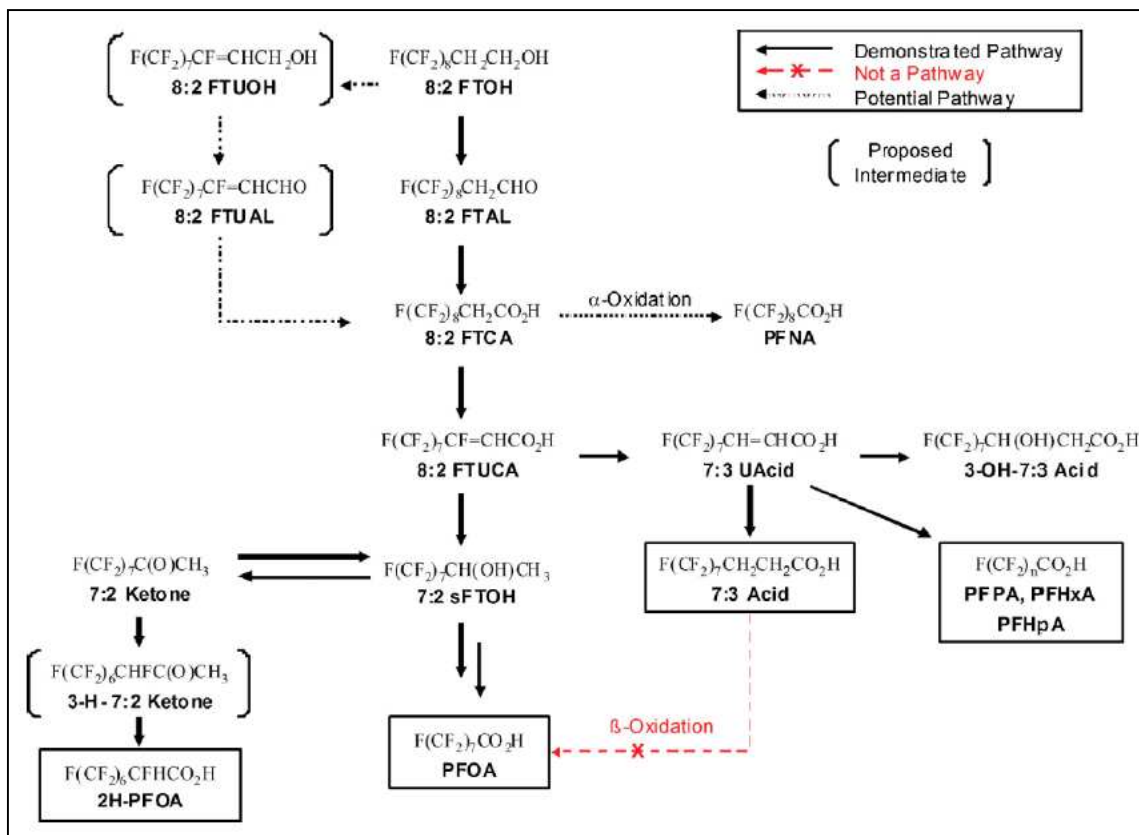 F(CF₂)₇CF=CHCH₂OH
8:2 FTUOH
F(CF₂)₈CH₂CH₂OH
8:2 FTOH
Demonstrated Pathway
Not a Pathway
Potential Pathway
Proposed
Intermediate
F(CF₂)₇CF=CHCHO
8:2 FTUAL
F(CF₂)₈CH₂CHO
8:2 FTAL
F(CF₂)₈CH₂CO₂H
8:2 FTCA
α-Oxidation
F(CF₂)₈CO₂H
PFNA
F(CF₂)₇CF=CHCO₂H
8:2 FTUCA
F(CF₂)₇CH=CHCO₂H
7:3 UAcid
F(CF₂)₇CH(OH)CH₂CO₂H
3-OH-7:3 Acid
F(CF₂)₇C(O)CH₃
7:2 Ketone
F(CF₂)₇CH(OH)CH₃
7:2 sFTOH
F(CF₂)₇CH₂CH₂CO₂H
7:3 Acid
F(CF₂)ₙCO₂H
PFPA, PFHxA
PFHpA
F(CF₂)₆CHFC(O)CH₃
3-H-7:2 Ketone
ß-Oxidation
F(CF₂)₇CO₂H
PFOA
F(CF₂)₆CFHCO₂H
2H-PFOA